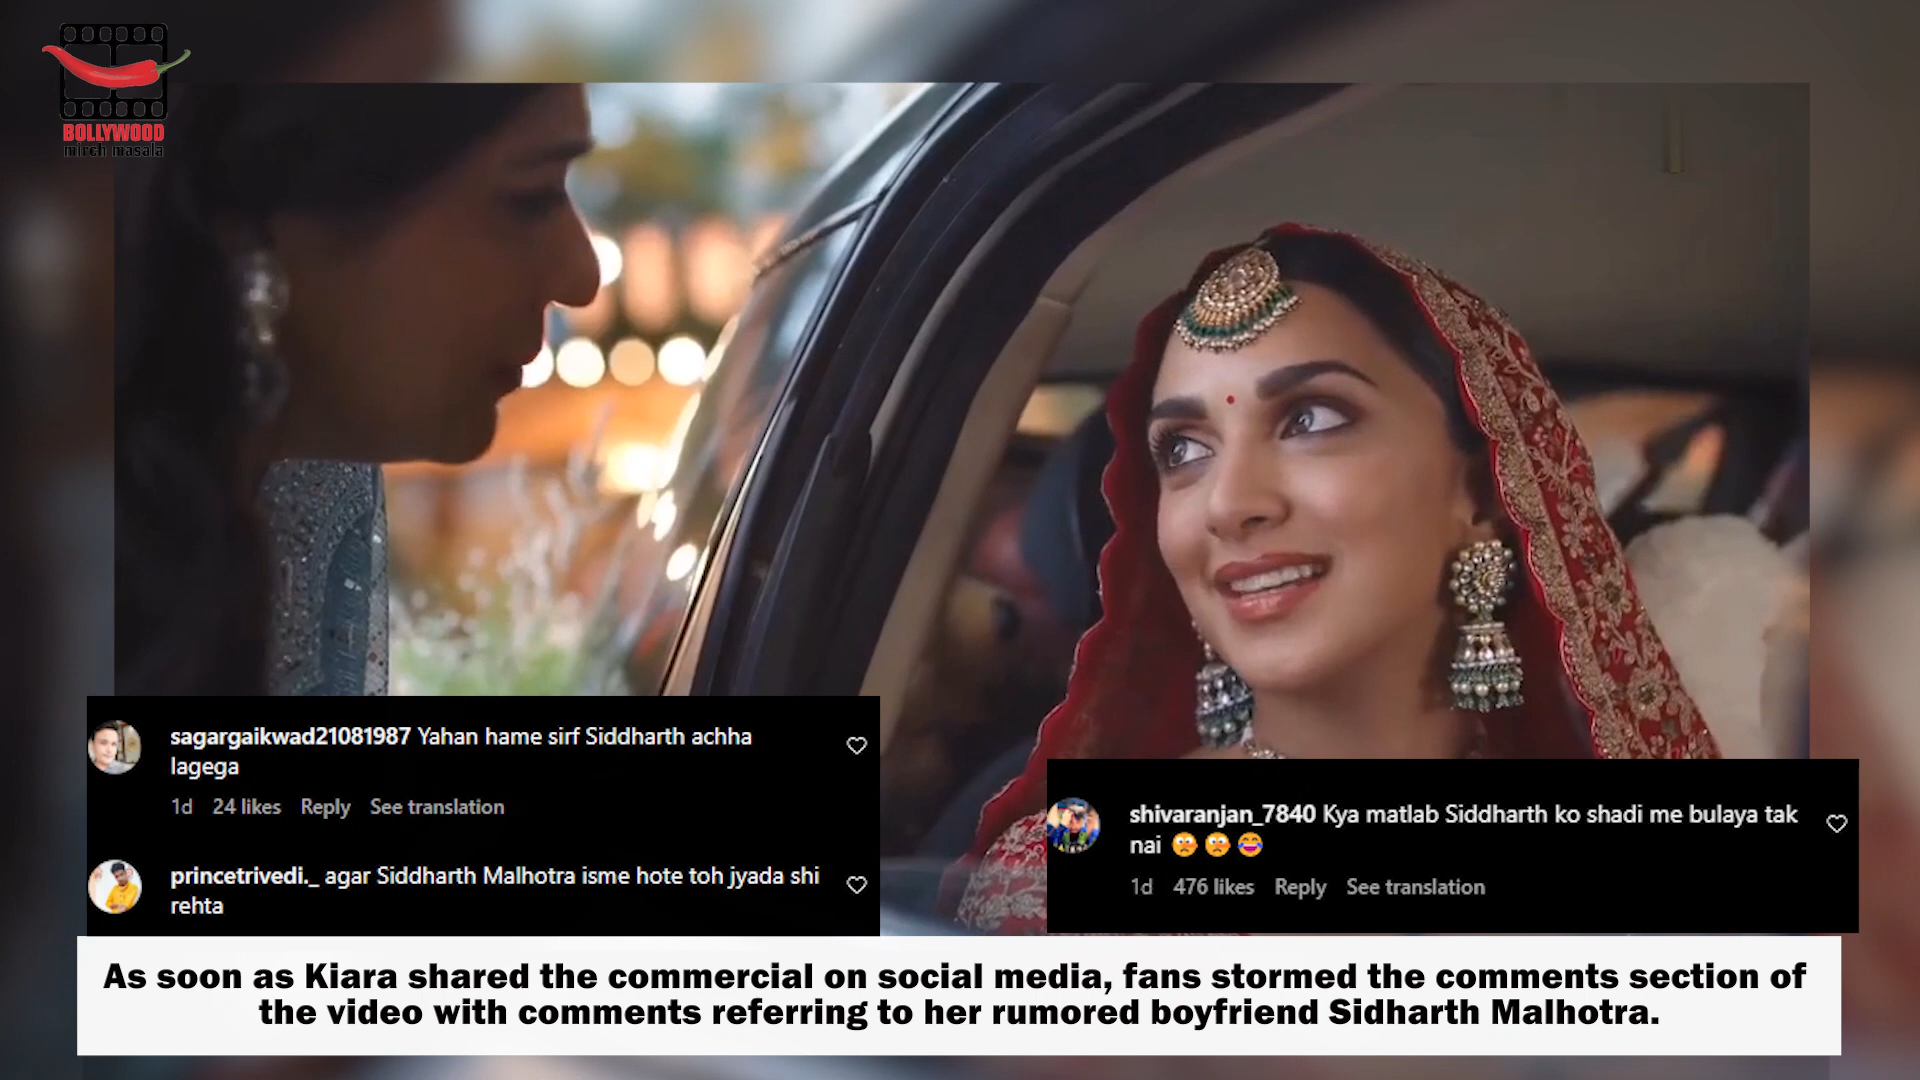 BOLLYWOOD
mirch masala
sagargaikwad21081987 Yahan hame sirf Siddharth achha
lagega
1d 24 likes Reply See translation
princetrivedi._ agar Siddharth Malhotra isme hote toh jyada shi
rehta
shivaranjan_7840 Kya matlab Siddharth ko shadi me bulaya tak
nai 😢 😢 😂
1d 476 likes Reply See translation
As soon as Kiara shared the commercial on social media, fans stormed the comments section of
the video with comments referring to her rumored boyfriend Sidharth Malhotra.